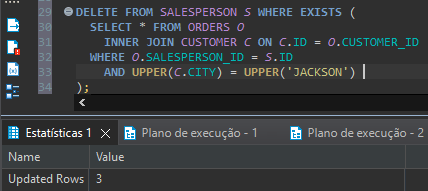 29 DELETE FROM SALESPERSON S WHERE EXISTS (
30 SELECT * FROM ORDERS O
31 INNER JOIN CUSTOMER C ON C.ID = O.CUSTOMER_ID
32 WHERE O.SALESPERSON_ID = S.ID
33 AND UPPER(C.CITY) = UPPER('JACKSON')
34 );
Estatísticas 1 Plano de execução - 1 Plano de execução - 2
Name Value
Updated Rows 3